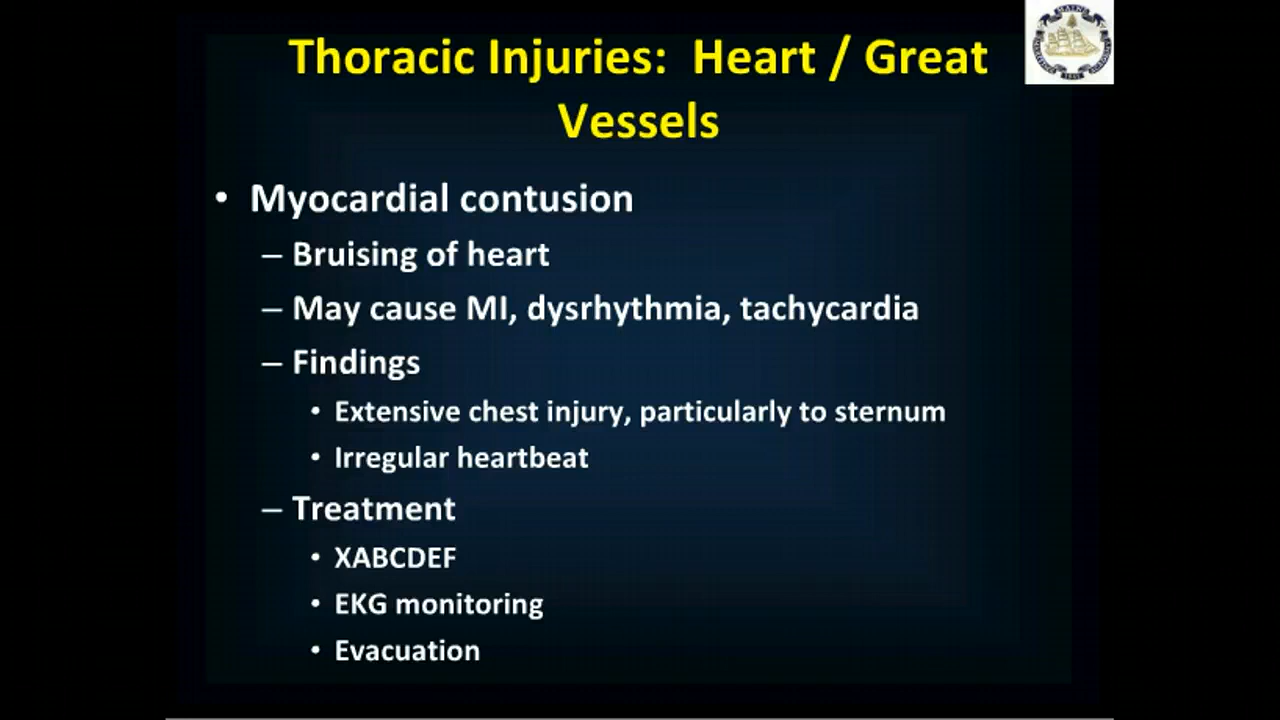 Thoracic Injuries: Heart / Great
Vessels
• Myocardial contusion
– Bruising of heart
– May cause MI, dysrhythmia, tachycardia
– Findings
• Extensive chest injury, particularly to sternum
• Irregular heartbeat
– Treatment
• XABCDEF
• EKG monitoring
• Evacuation
MAINE